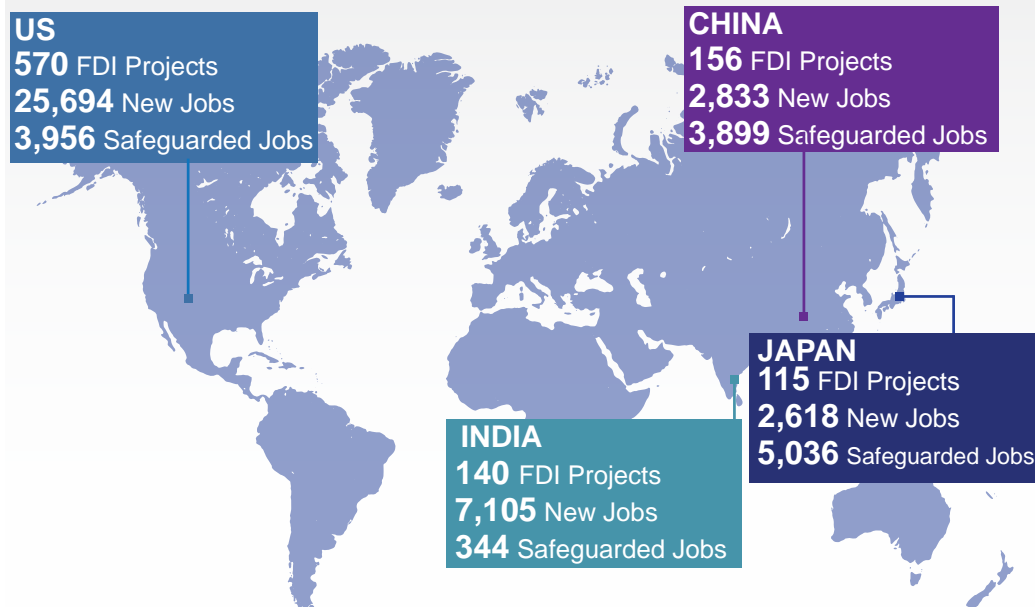 US
570 FDI Projects
25,694 New Jobs
3,956 Safeguarded Jobs
CHINA
156 FDI Projects
2,833 New Jobs
3,899 Safeguarded Jobs
JAPAN
115 FDI Projects
2,618 New Jobs
5,036 Safeguarded Jobs
INDIA
140 FDI Projects
7,105 New Jobs
344 Safeguarded Jobs